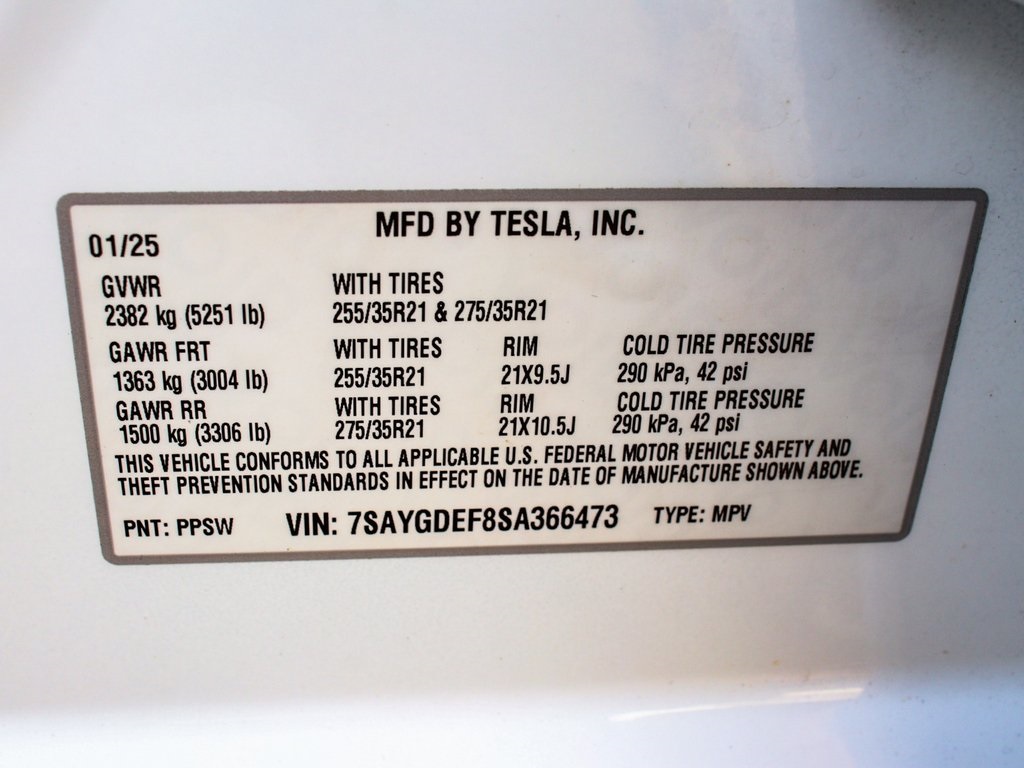 MFD BY TESLA, INC.
01/25
GVWR WITH TIRES
2382 kg (5251 lb) 255/35R21 & 275/35R21
GAWR FRT WITH TIRES RIM COLD TIRE PRESSURE
1363 kg (3004 lb) 255/35R21 21X9.5J 290 kPa, 42 psi
GAWR RR WITH TIRES RIM COLD TIRE PRESSURE
1500 kg (3306 lb) 275/35R21 21X10.5J 290 kPa, 42 psi
THIS VEHICLE CONFORMS TO ALL APPLICABLE U.S. FEDERAL MOTOR VEHICLE SAFETY AND
THEFT PREVENTION STANDARDS IN EFFECT ON THE DATE OF MANUFACTURE SHOWN ABOVE.
PNT: PPSW VIN: 7SAYGDEF8SA366473 TYPE: MPV